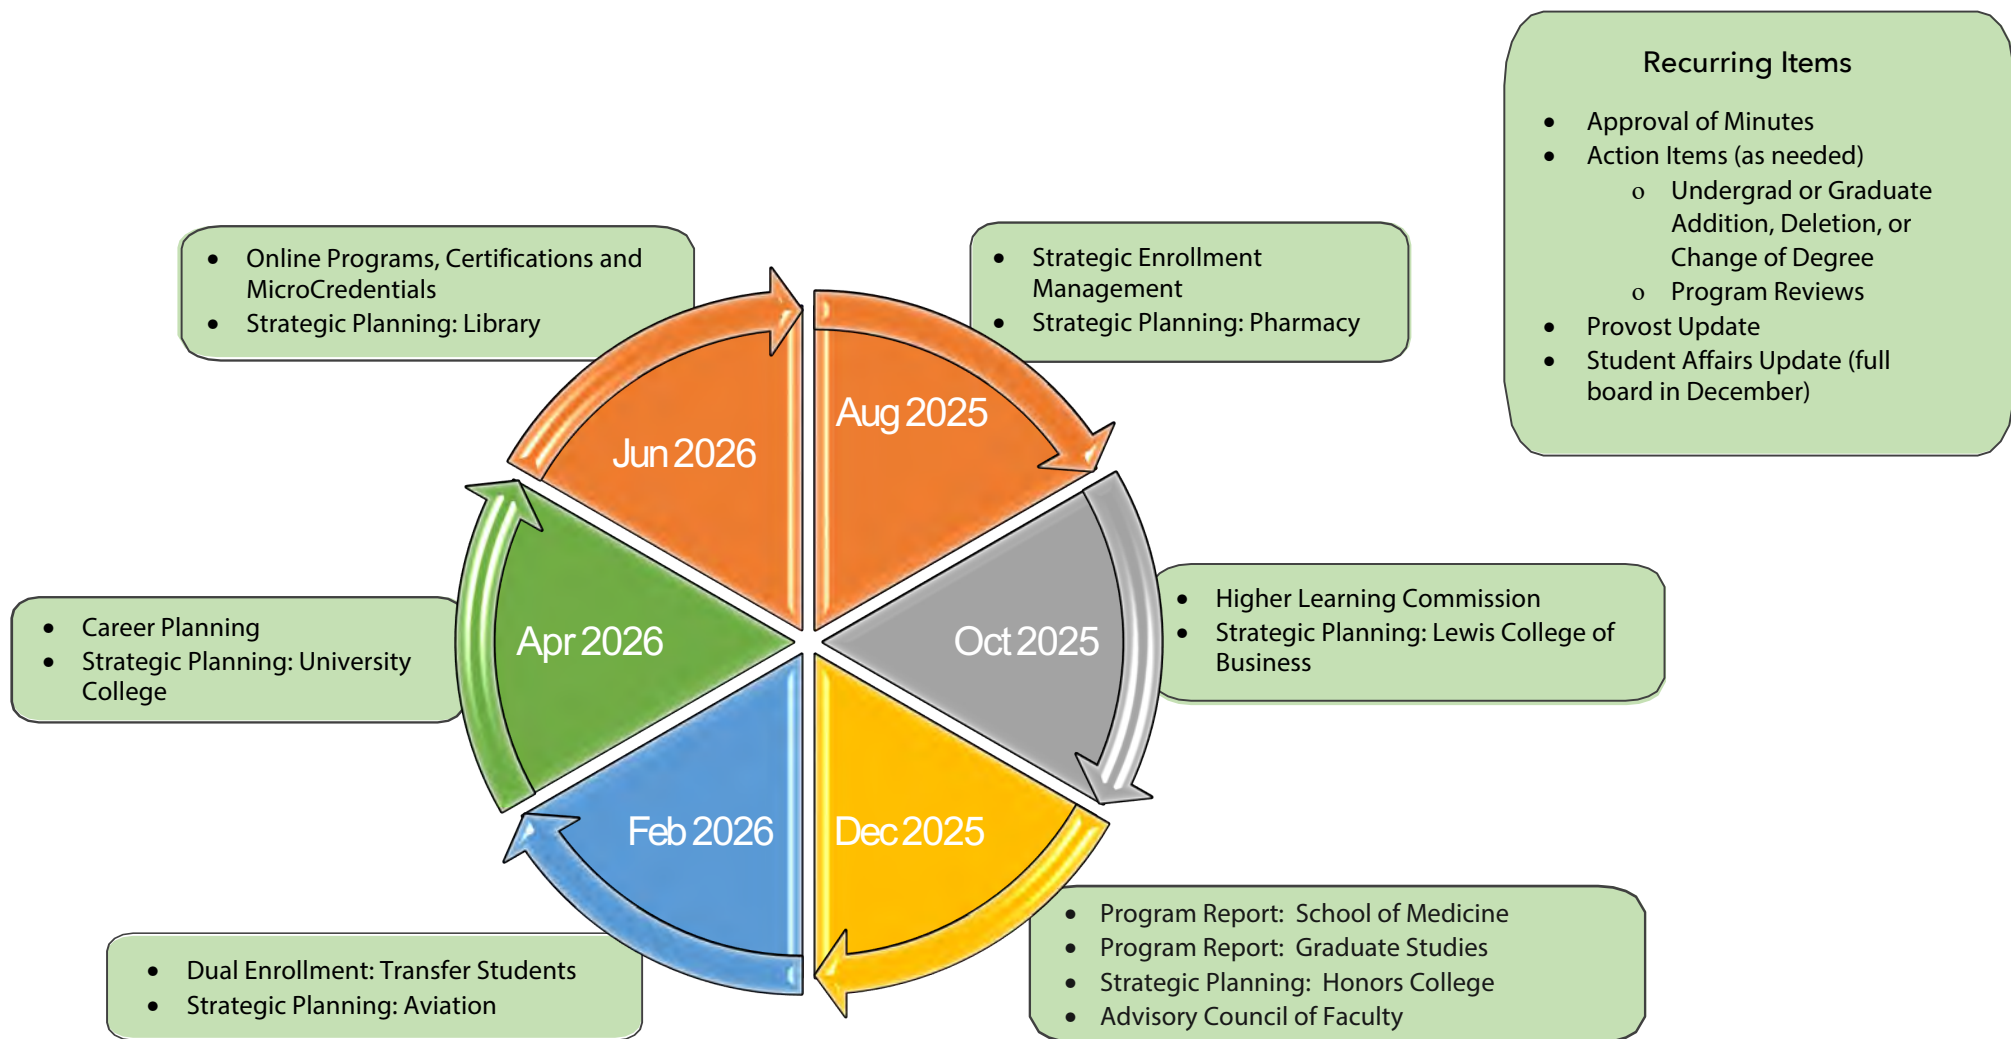 Recurring Items
• Approval of Minutes
• Action Items (as needed)
o Undergrad or Graduate
Addition, Deletion, or
Change of Degree
o Program Reviews
• Provost Update
• Student Affairs Update (full
board in December)
• Online Programs, Certifications and
MicroCredentials
• Strategic Planning: Library
• Strategic Enrollment
Management
• Strategic Planning: Pharmacy
Jun 2026
Aug 2025
• Career Planning
• Strategic Planning: University
College
Apr 2026
Oct 2025
• Higher Learning Commission
• Strategic Planning: Lewis College of
Business
Feb 2026
Dec 2025
• Dual Enrollment: Transfer Students
• Strategic Planning: Aviation
• Program Report: School of Medicine
• Program Report: Graduate Studies
• Strategic Planning: Honors College
• Advisory Council of Faculty